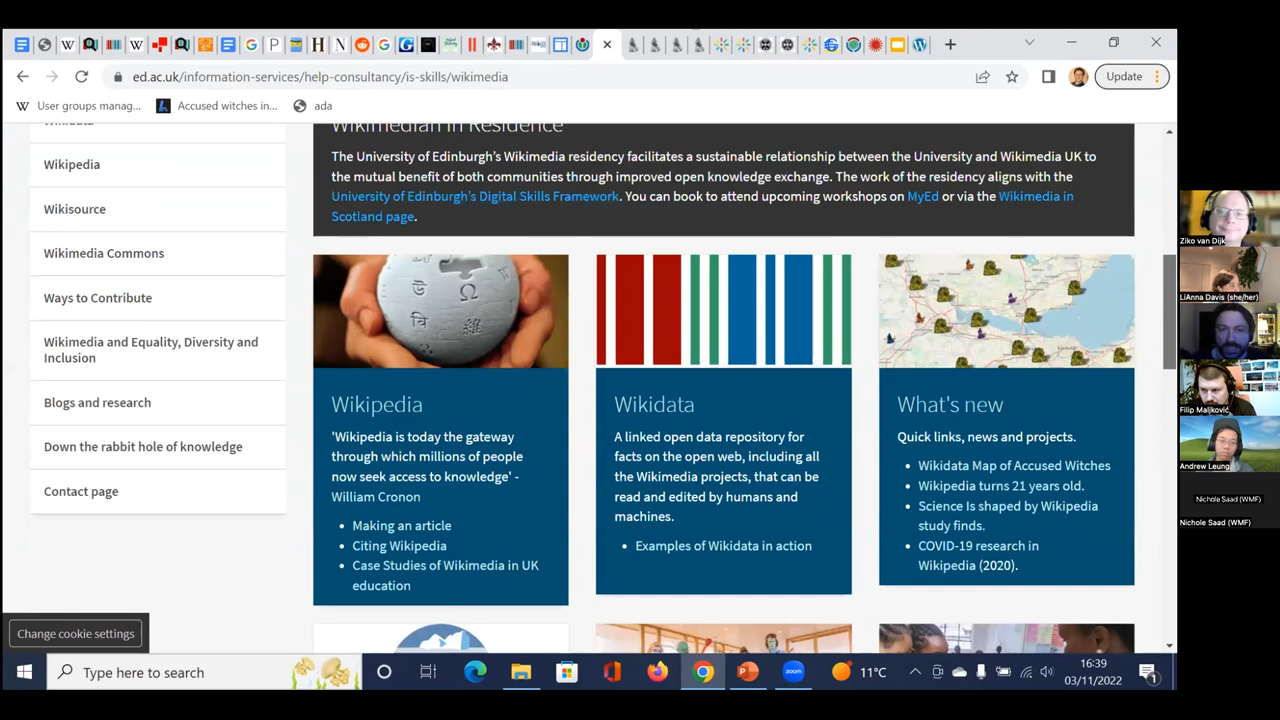 ed.ac.uk/information-services/help-consultancy/is-skills/wikimedia
Update
User groups manag...
Accused witches in...
ada
Wikidata
Wikipedia
Wikisource
Wikimedia Commons
Ways to Contribute
Wikimedia and Equality, Diversity and
Inclusion
Blogs and research
Down the rabbit hole of knowledge
Contact page
Change cookie settings
Wikimedian in Residence
The University of Edinburgh's Wikimedia residency facilitates a sustainable relationship between the University and Wikimedia UK to
the mutual benefit of both communities through improved open knowledge exchange. The work of the residency aligns with the
University of Edinburgh's Digital Skills Framework. You can book to attend upcoming workshops on MyEd or via the Wikimedia in
Scotland page.
Ω
Wikipedia
'Wikipedia is today the gateway
through which millions of people
now seek access to knowledge' -
William Cronon
Making an article
Citing Wikipedia
Case Studies of Wikimedia in UK
education
Wikidata
A linked open data repository for
facts on the open web, including all
the Wikimedia projects, that can be
read and edited by humans and
machines.
Examples of Wikidata in action
What's new
Quick links, news and projects.
Wikidata Map of Accused Witches
Wikipedia turns 21 years old.
Science Is shaped by Wikipedia
study finds.
COVID-19 research in
Wikipedia (2020).
Ziko van Dijk
LiAnna Davis (she/her)
Filip Maljković
Andrew Leung
Nichole Saad (WMF)
Nichole Saad (WMF)
Type here to search
zoom
11°C
16:39
03/11/2022
1